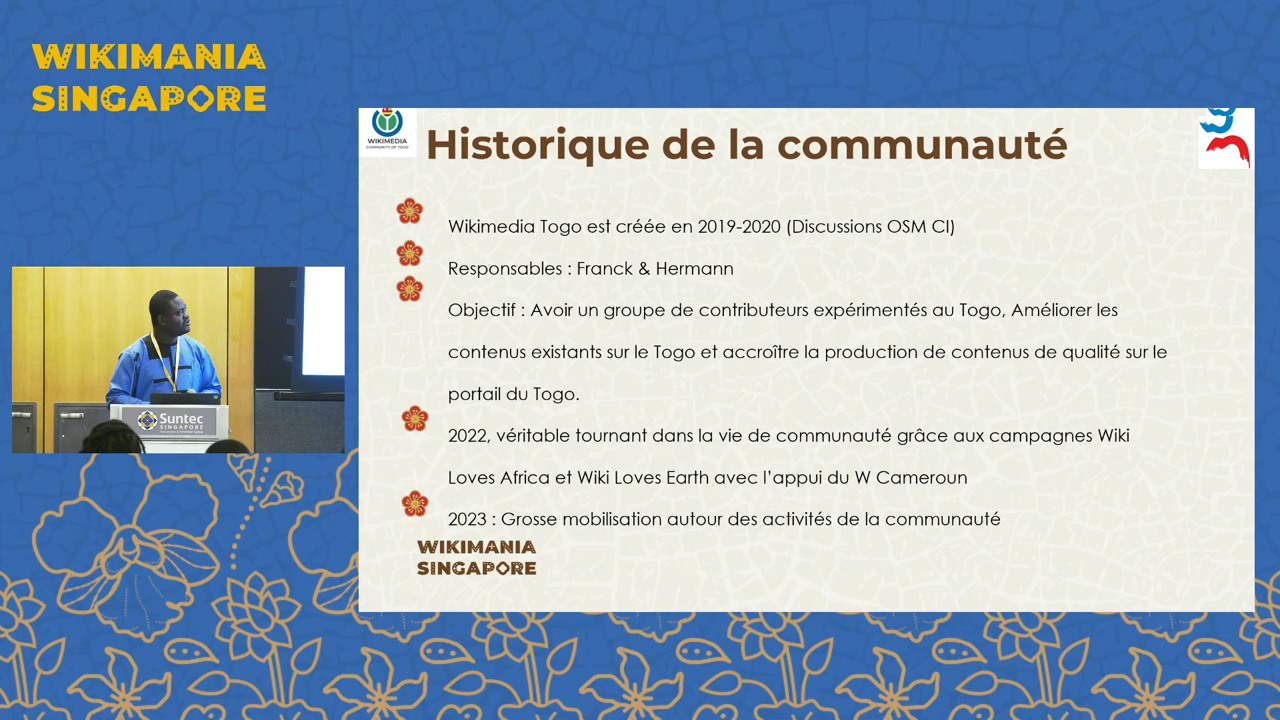 WIKIMANIA
SINGAPORE
WIKIMEDIA
COMMUNITY OF TOGO
Historique de la communauté
Wikimedia Togo est créée en 2019-2020 (Discussions OSM CI)
Responsables : Franck & Hermann
Objectif : Avoir un groupe de contributeurs expérimentés au Togo, Améliorer les
contenus existants sur le Togo et accroître la production de contenus de qualité sur le
portail du Togo.
2022, véritable tournant dans la vie de communauté grâce aux campagnes Wiki
Loves Africa et Wiki Loves Earth avec l'appui du W Cameroun
2023 : Grosse mobilisation autour des activités de la communauté
WIKIMANIA
SINGAPORE
Suntec
SINGAPORE